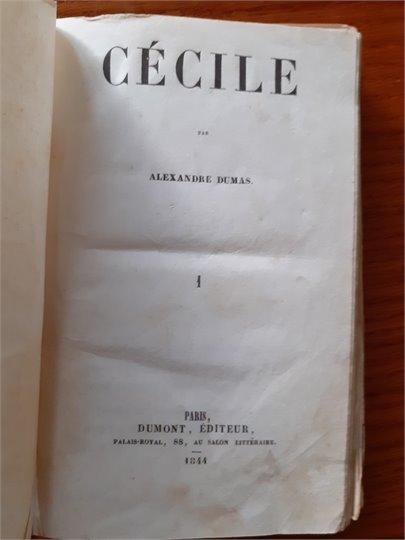 CÉCILE
PAR
ALEXANDRE DUMAS.
1
PARIS,
DUMONT, ÉDITEUR,
PALAIS-ROYAL, 88, AU SALON LITTÉRAIRE.
1844